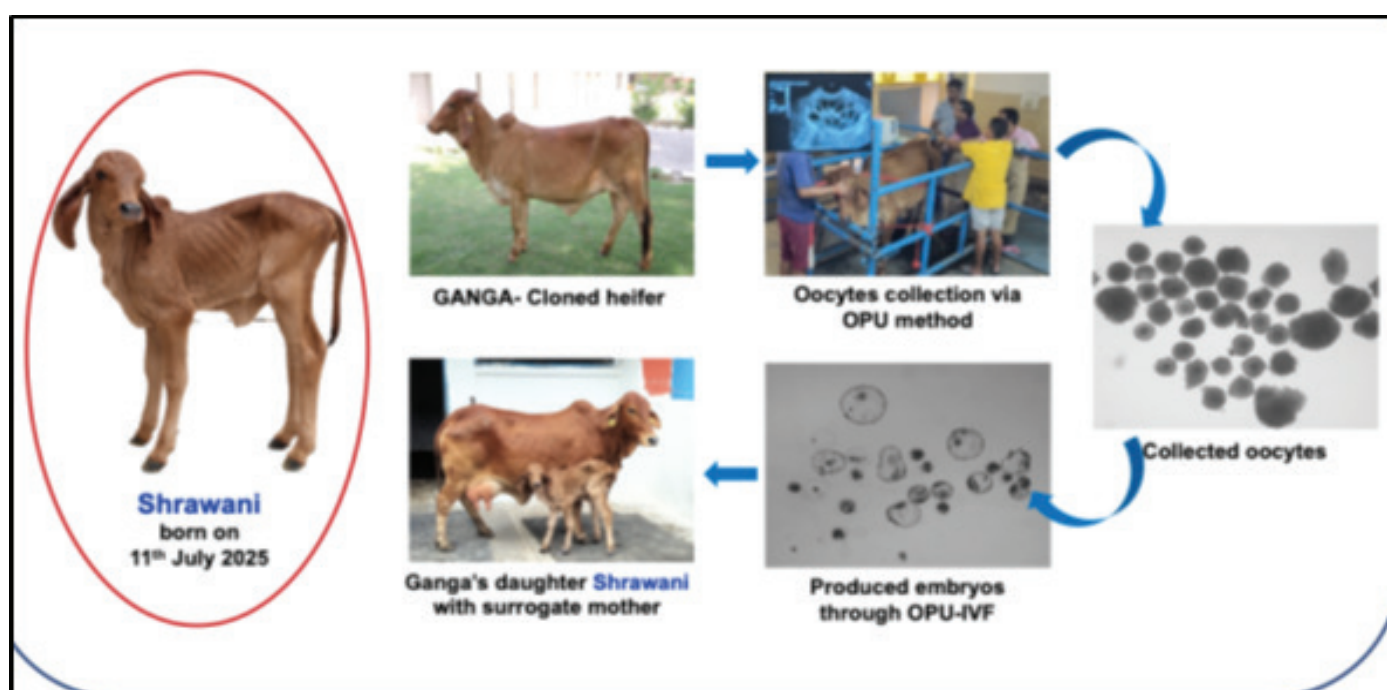 Shrawani
born on
11th July 2025
GANGA- Cloned heifer
Oocytes collection via
OPU method
Collected oocytes
Produced embryos
through OPU-IVF
Ganga's daughter Shrawani
with surrogate mother